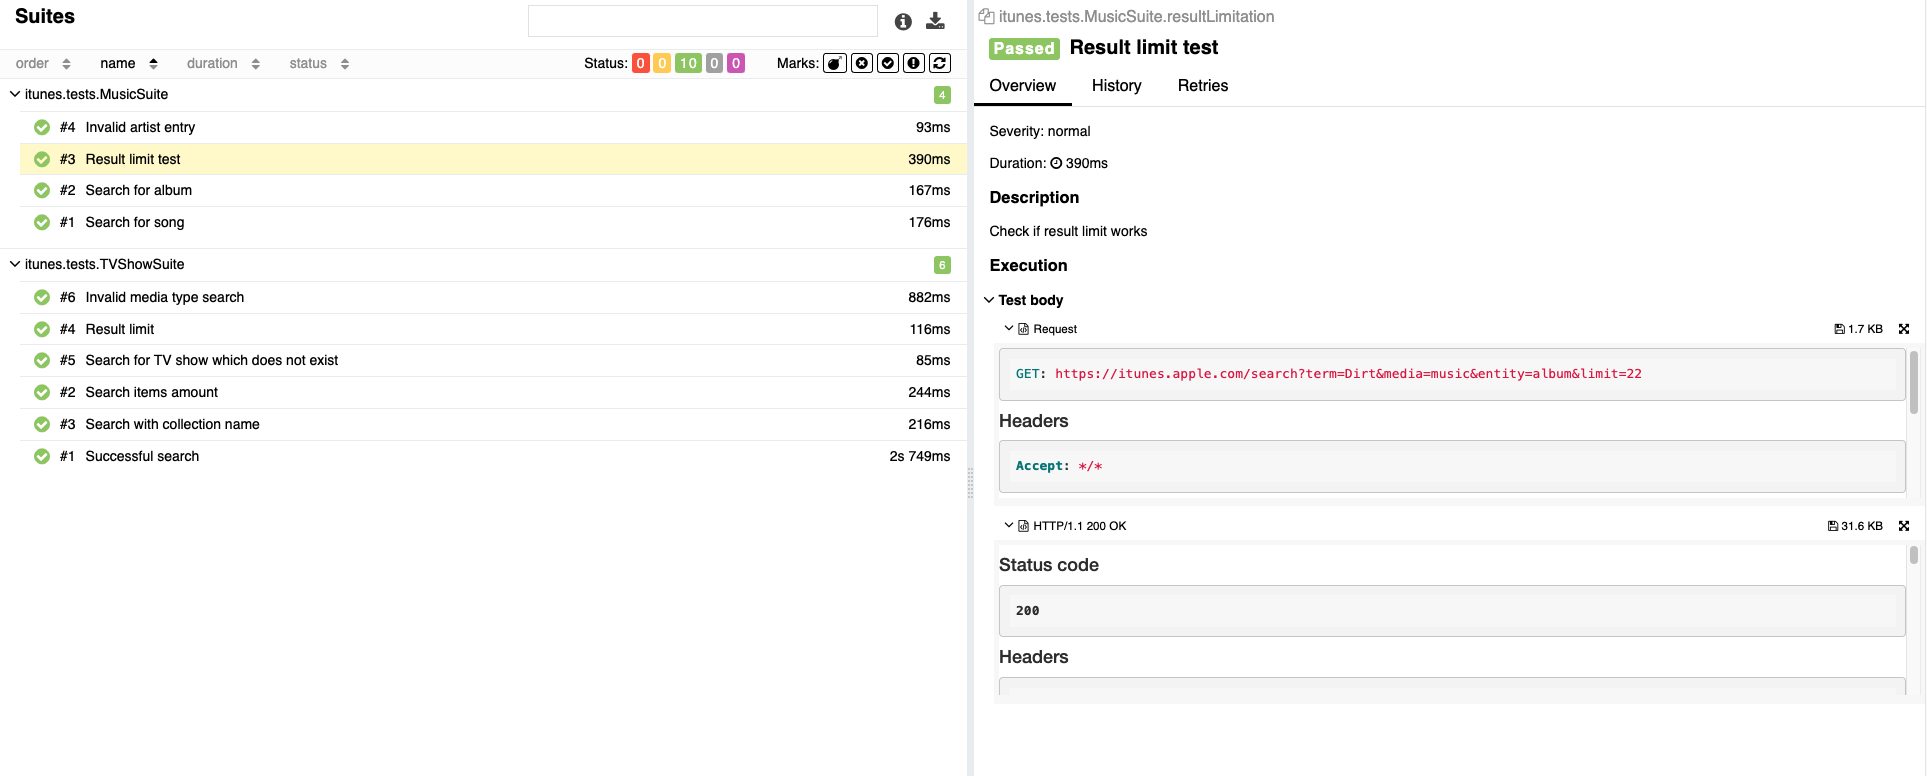 Suites
order name duration status Status: 0 0 10 0 0 Marks:
itunes.tests.MusicSuite 4
#4 Invalid artist entry 93ms
#3 Result limit test 390ms
#2 Search for album 167ms
#1 Search for song 176ms
itunes.tests.TVShowSuite 6
#6 Invalid media type search 882ms
#4 Result limit 116ms
#5 Search for TV show which does not exist 85ms
#2 Search items amount 244ms
#3 Search with collection name 216ms
#1 Successful search 2s 749ms
itunes.tests.MusicSuite.resultLimitation
Passed Result limit test
Overview History Retries
Severity: normal
Duration: 390ms
Description
Check if result limit works
Execution
Test body
Request 1.7 KB
GET: https://itunes.apple.com/search?term=Dirt&media=music&entity=album&limit=22
Headers
Accept: */*
HTTP/1.1 200 OK 31.6 KB
Status code
200
Headers